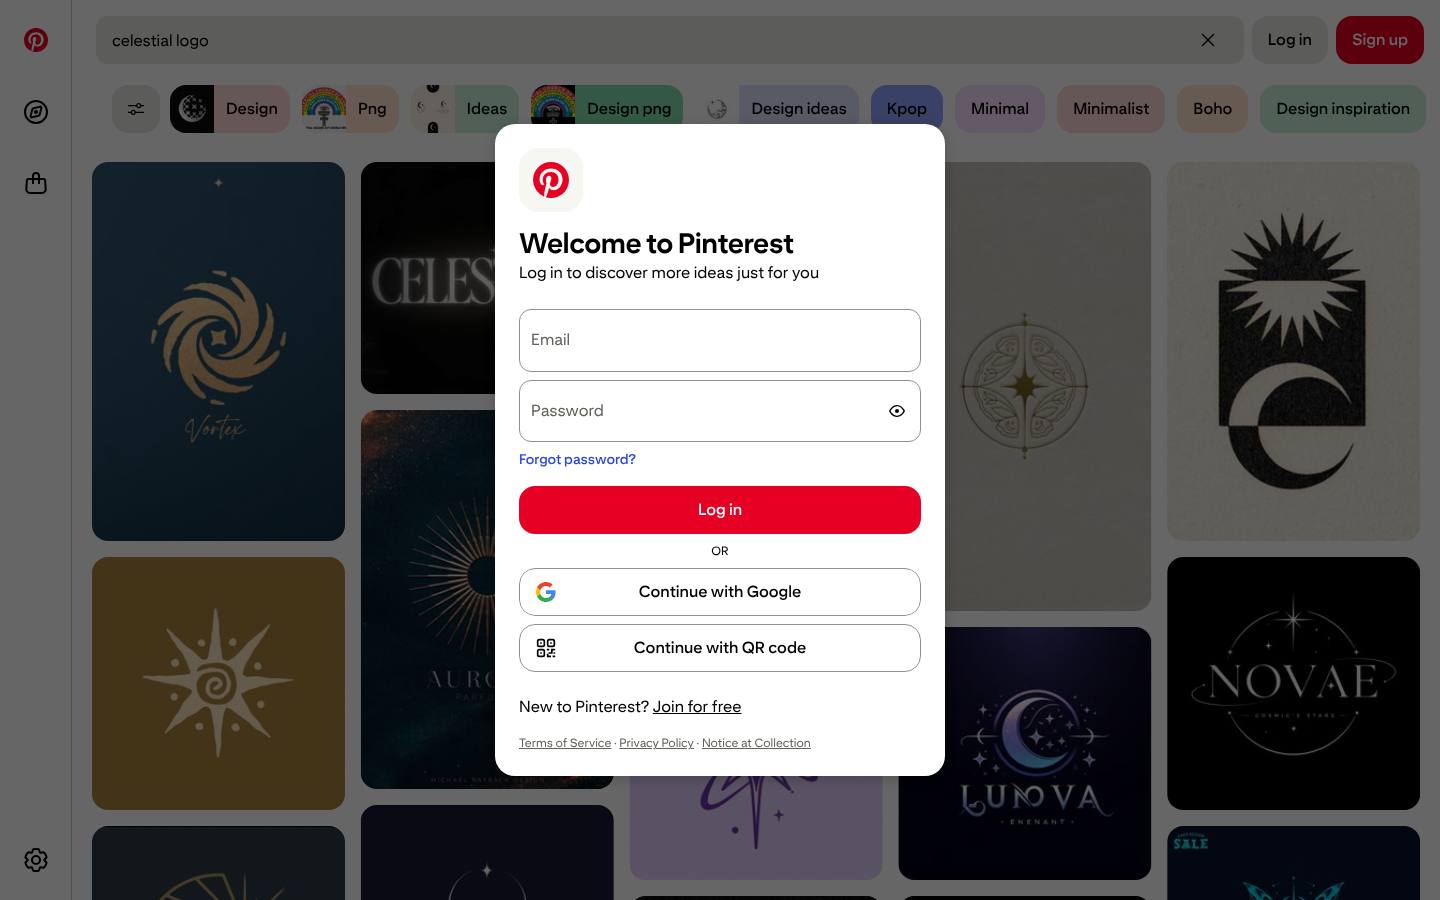 celestial logo
Log in
Sign up
Design
Png
Ideas
Design png
Design ideas
Kpop
Minimal
Minimalist
Boho
Design inspiration
Vortex
CELES
AURO
LUNOVA
NOVAE
COSMIC'S STARS
SALE
Welcome to Pinterest
Log in to discover more ideas just for you
Email
Password
Forgot password?
Log in
OR
Continue with Google
Continue with QR code
New to Pinterest? Join for free
Terms of Service · Privacy Policy · Notice at Collection